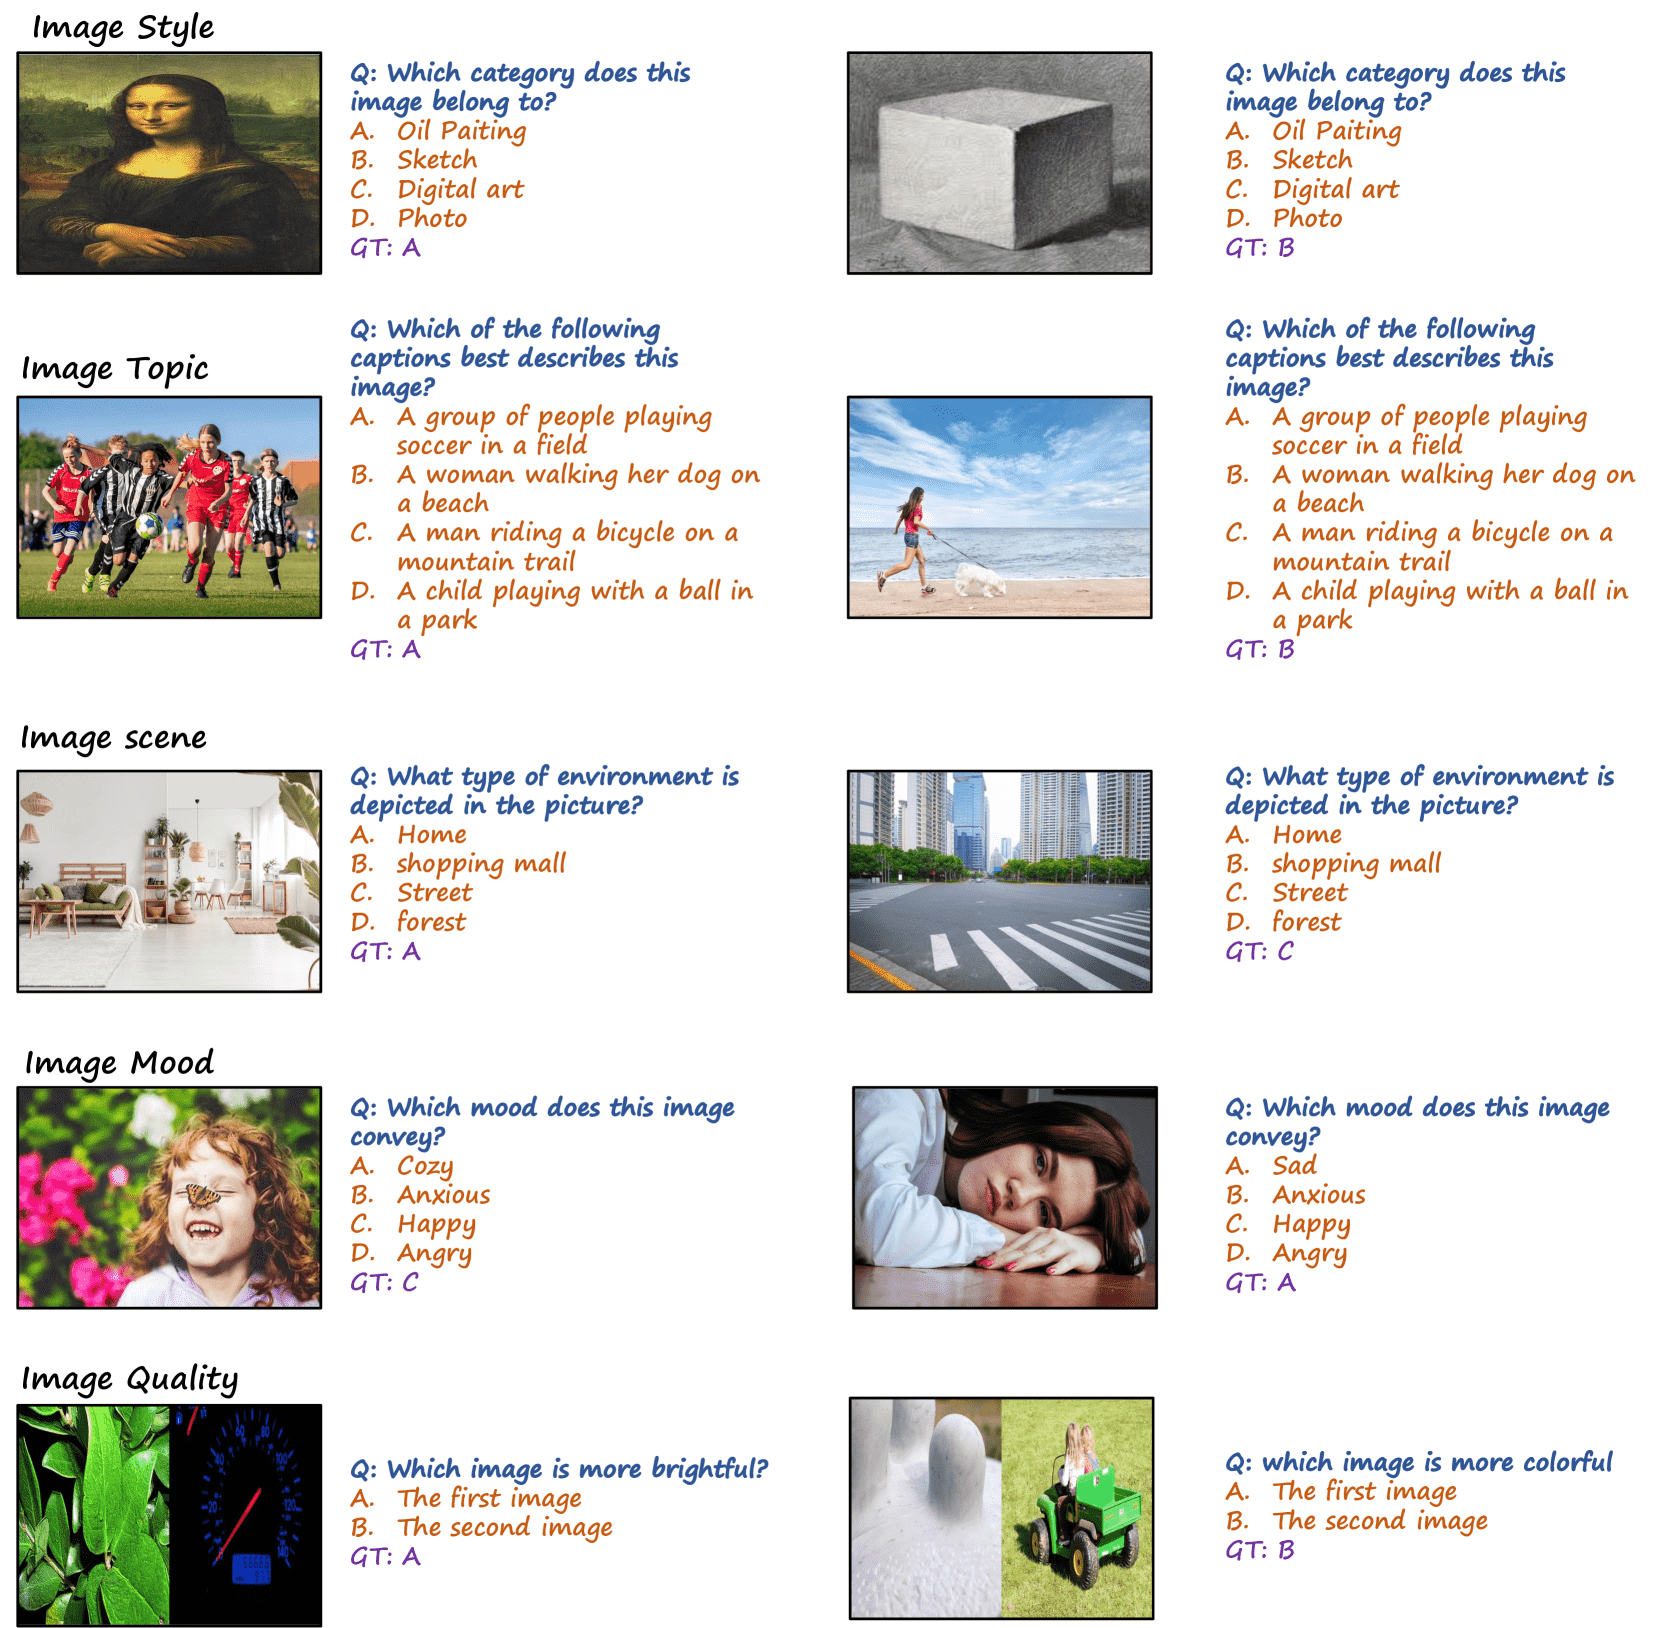 Image Style
Q: Which category does this
image belong to?
A. Oil Paiting
B. Sketch
C. Digital art
D. Photo
GT: A
Q: Which category does this
image belong to?
A. Oil Paiting
B. Sketch
C. Digital art
D. Photo
GT: B
Image Topic
Q: Which of the following
captions best describes this
image?
A. A group of people playing
soccer in a field
B. A woman walking her dog on
a beach
C. A man riding a bicycle on a
mountain trail
D. A child playing with a ball in
a park
GT: A
Q: Which of the following
captions best describes this
image?
A. A group of people playing
soccer in a field
B. A woman walking her dog on
a beach
C. A man riding a bicycle on a
mountain trail
D. A child playing with a ball in
a park
GT: B
Image scene
Q: What type of environment is
depicted in the picture?
A. Home
B. shopping mall
C. Street
D. forest
GT: A
Q: What type of environment is
depicted in the picture?
A. Home
B. shopping mall
C. Street
D. forest
GT: C
Image Mood
Q: Which mood does this image
convey?
A. Cozy
B. Anxious
C. Happy
D. Angry
GT: C
Q: Which mood does this image
convey?
A. Sad
B. Anxious
C. Happy
D. Angry
GT: A
Image Quality
20
40
60
80
100
120
140
Q: Which image is more brightful?
A. The first image
B. The second image
GT: A
Q: which image is more colorful
A. The first image
B. The second image
GT: B